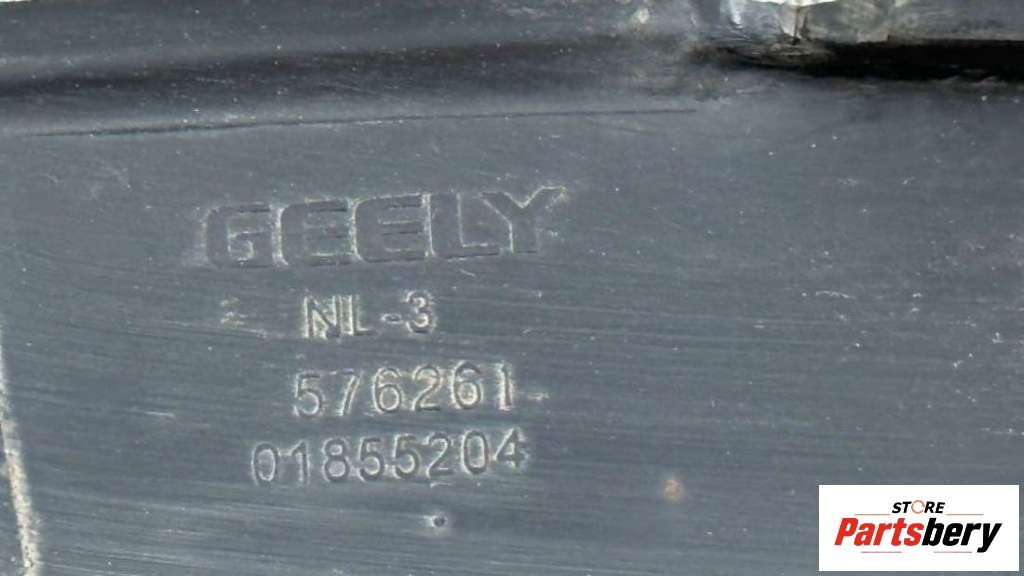 GEELY
NL-3
576261
01855204
STORE
Partsbery